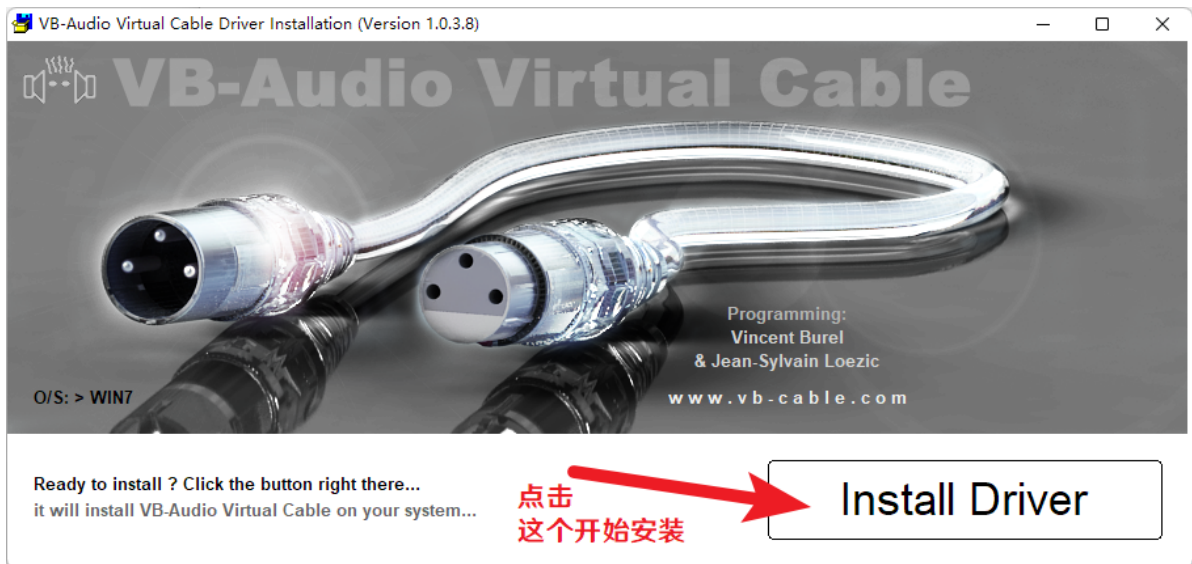 VB-Audio Virtual Cable Driver Installation (Version 1.0.3.8)
VB-Audio Virtual Cable
Programming:
Vincent Burel
& Jean-Sylvain Loezic
O/S: > WIN7
www.vb-cable.com
Ready to install ? Click the button right there...
it will install VB-Audio Virtual Cable on your system...
点击
这个开始安装
Install Driver